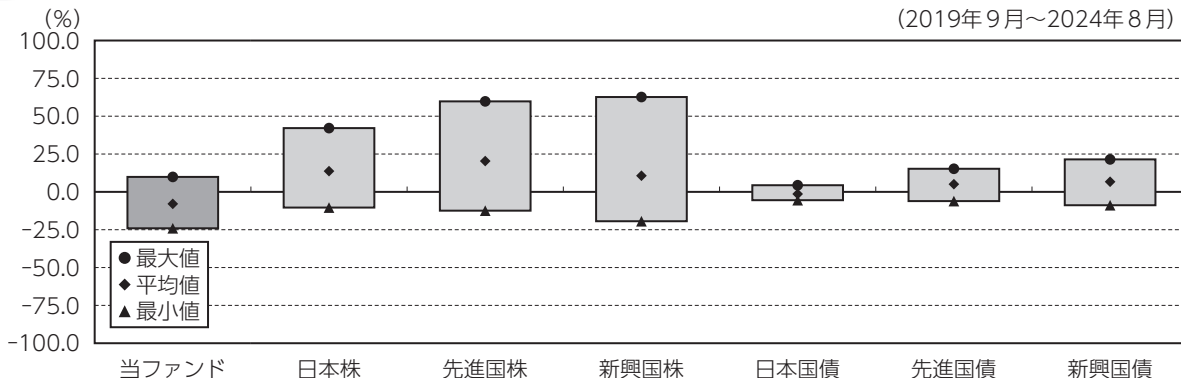 (%)
(2019年9月～2024年8月)
100.0
75.0
50.0
25.0
0.0
-25.0
-50.0
-75.0
-100.0
●最大値
◆平均値
▲最小値
当ファンド 日本株 先進国株 新興国株 日本国債 先進国債 新興国債